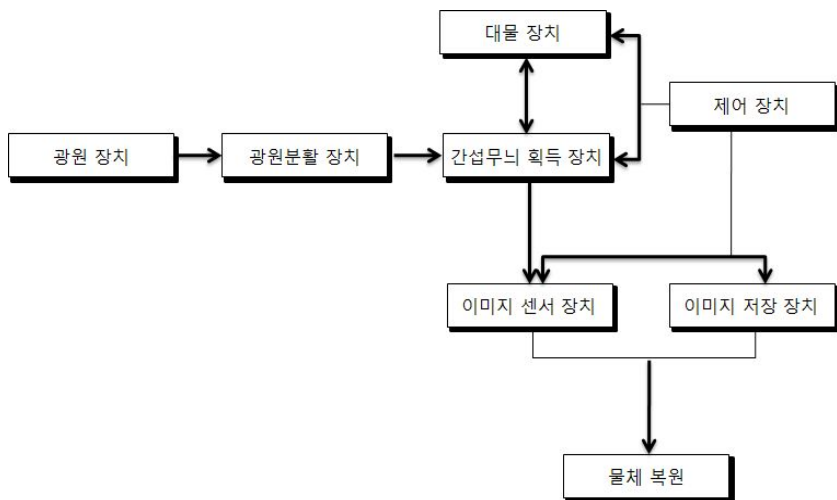 대물 장치
제어 장치
광원 장치
광원분활 장치
간섭무늬 획득 장치
이미지 센서 장치
이미지 저장 장치
물체 복원